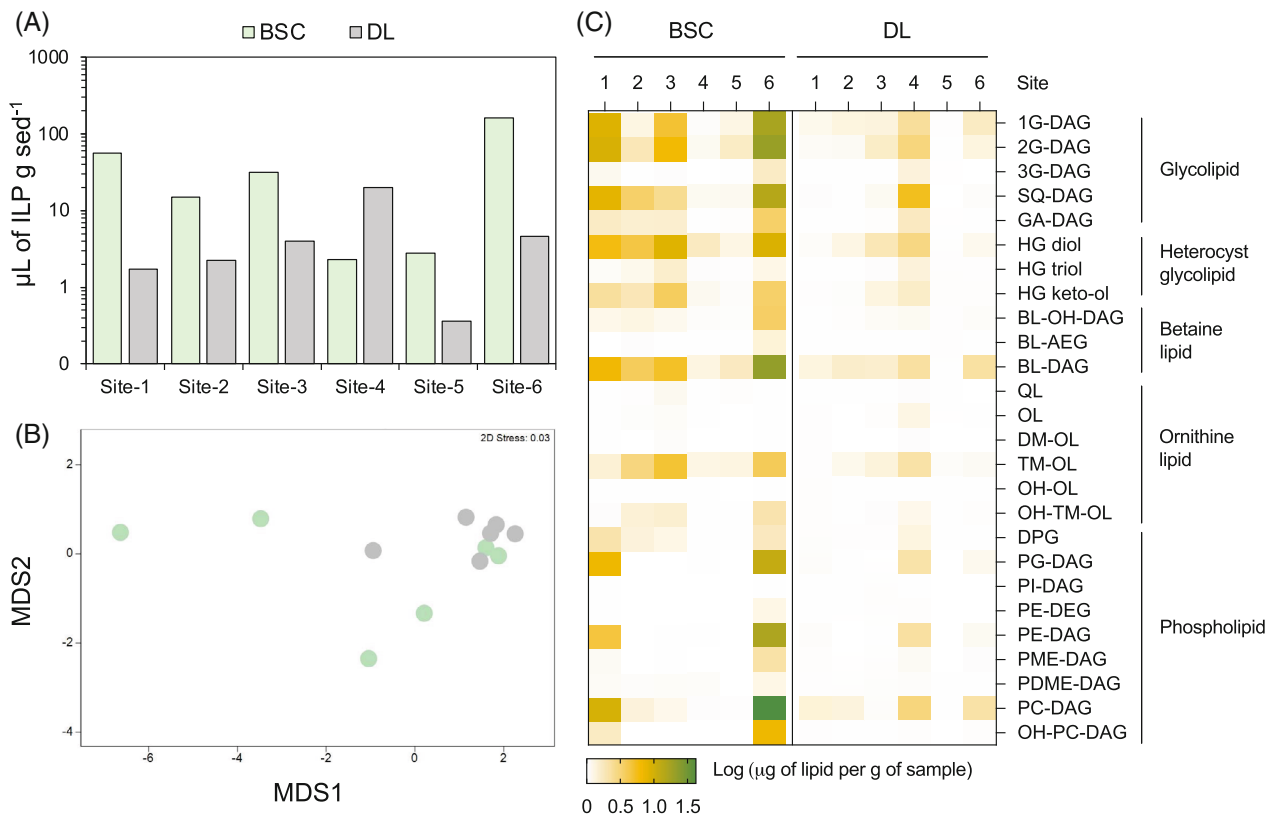 (A)
BSC DL
1000
100
10
1
0
µL of ILP g sed-1
Site-1 Site-2 Site-3 Site-4 Site-5 Site-6
(B)
2D Stress: 0.03
2
0
-2
-4
MDS2
-6 -4 -2 0 2
MDS1
(C)
BSC DL
1 2 3 4 5 6 1 2 3 4 5 6 Site
1G-DAG
2G-DAG
3G-DAG
SQ-DAG
GA-DAG
Glycolipid
HG diol
HG triol
HG keto-ol
Heterocyst
glycolipid
BL-OH-DAG
BL-AEG
BL-DAG
Betaine
lipid
QL
OL
DM-OL
TM-OL
OH-OL
OH-TM-OL
Ornithine
lipid
DPG
PG-DAG
PI-DAG
PE-DEG
PE-DAG
PME-DAG
PDME-DAG
PC-DAG
OH-PC-DAG
Phospholipid
Log (µg of lipid per g of sample)
0 0.5 1.0 1.5